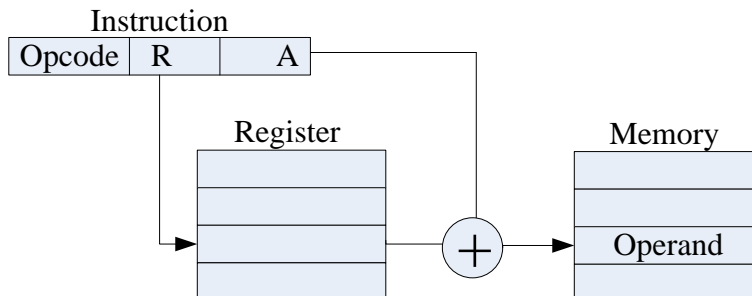 Instruction
Opcode R A
Register
Memory
+
Operand